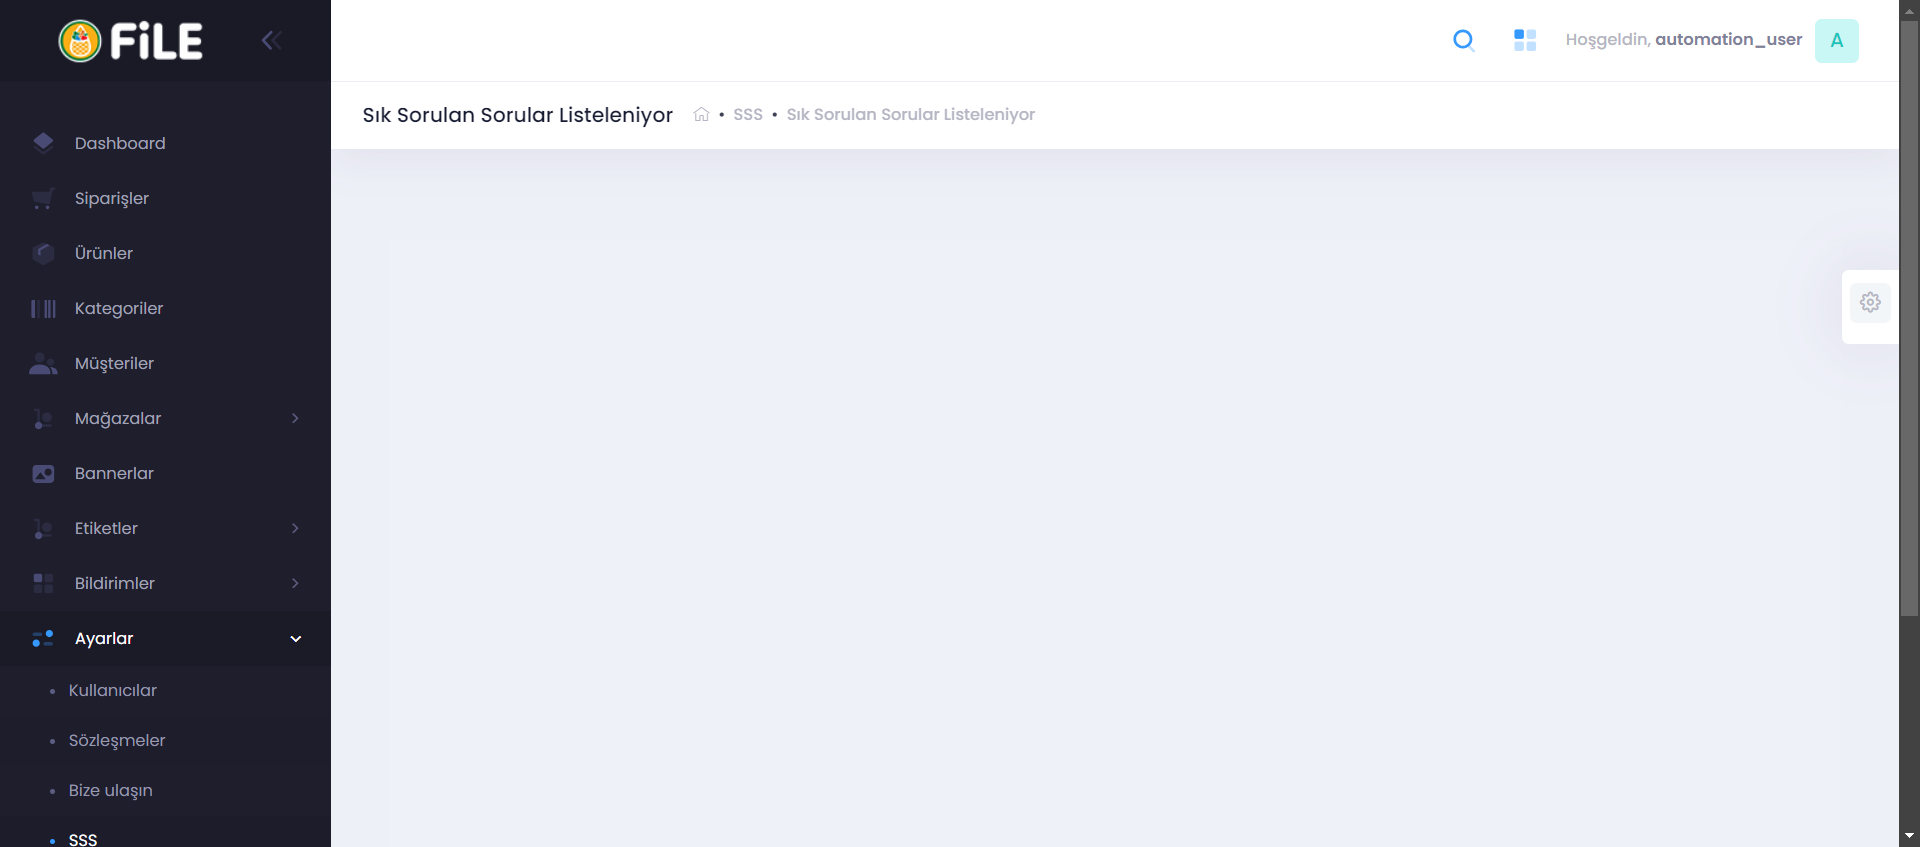 FiLE
Hoşgeldin, automation_user A
Sık Sorulan Sorular Listeleniyor • SSS • Sık Sorulan Sorular Listeleniyor
Dashboard
Siparişler
Ürünler
Kategoriler
Müşteriler
Mağazalar
Bannerlar
Etiketler
Bildirimler
Ayarlar
• Kullanıcılar
• Sözleşmeler
• Bize ulaşın
• SSS